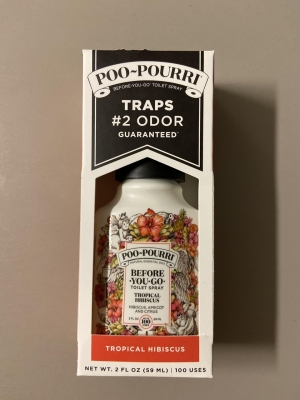 POO~POURRI
BEFORE-YOU-GO® TOILET SPRAY
TRAPS
#2 ODOR
GUARANTEED
POO~POURRI
BEFORE
·YOU·GO·
TOILET SPRAY
TROPICAL
HIBISCUS
HIBISCUS, APRICOT
AND CITRUS
100
TROPICAL HIBISCUS
NET WT. 2 FL OZ (59 ML) | 100 USES